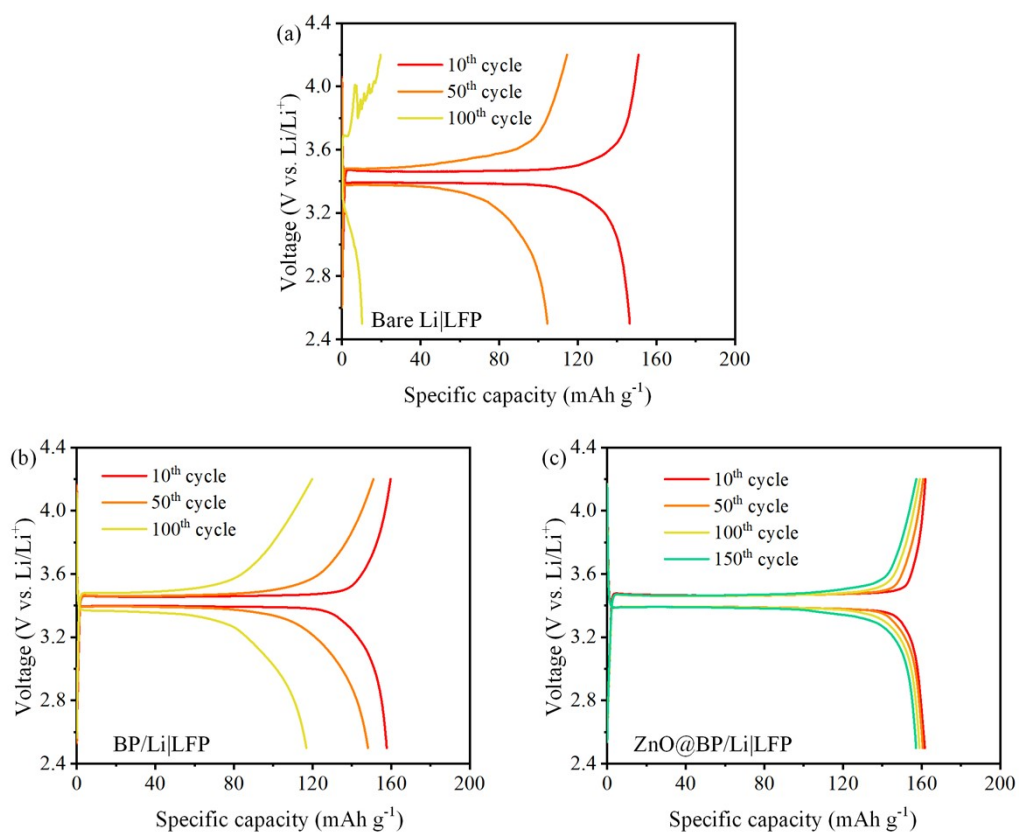 (a)
4.4
4.0
3.6
3.2
2.8
2.4
Voltage (V vs. Li/Li⁺)
10th cycle
50th cycle
100th cycle
Bare Li|LFP
0 40 80 120 160 200
Specific capacity (mAh g⁻¹)
(b)
4.4
4.0
3.6
3.2
2.8
2.4
Voltage (V vs. Li/Li⁺)
10th cycle
50th cycle
100th cycle
BP/Li|LFP
0 40 80 120 160 200
Specific capacity (mAh g⁻¹)
(c)
4.4
4.0
3.6
3.2
2.8
2.4
Voltage (V vs. Li/Li⁺)
10th cycle
50th cycle
100th cycle
150th cycle
ZnO@BP/Li|LFP
0 40 80 120 160 200
Specific capacity (mAh g⁻¹)